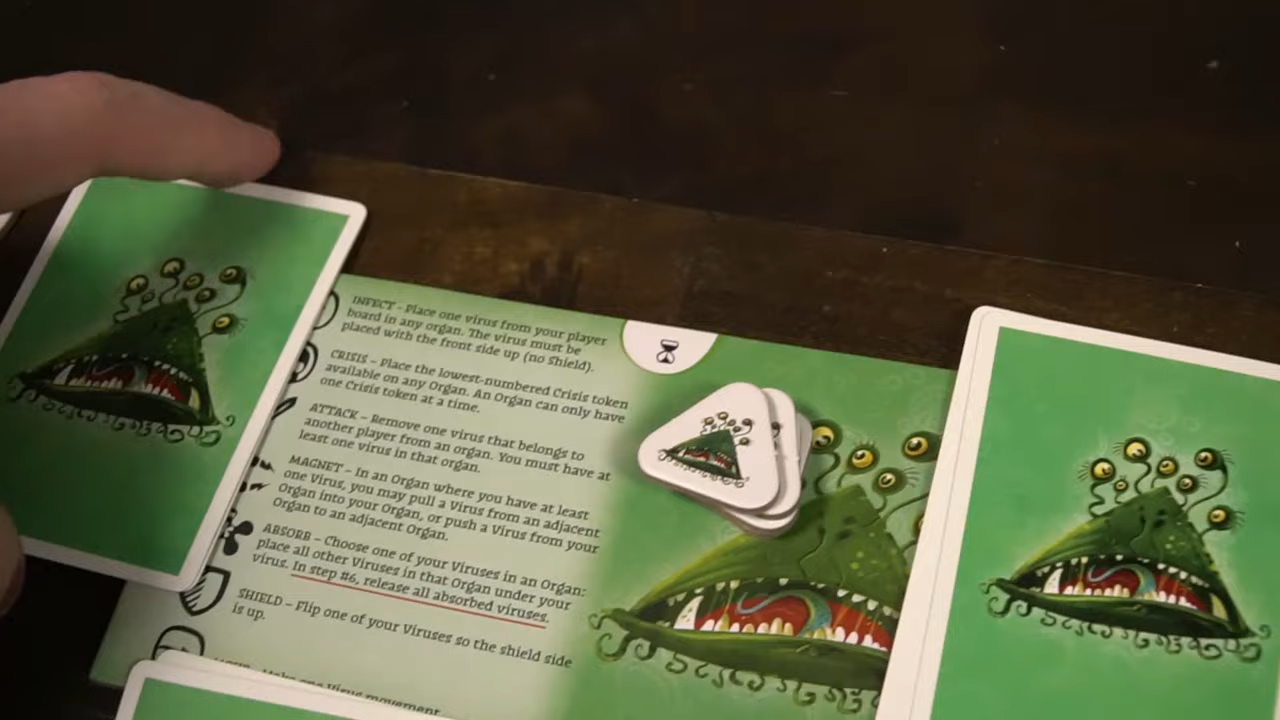 INFECT – Place one virus from your player
board in any organ. The virus must be
placed with the front side up (no Shield).
CRISIS – Place the lowest-numbered Crisis token
available on any Organ. An Organ can only have
one Crisis token at a time.
ATTACK – Remove one virus that belongs to
another player from an organ. You must have at
least one virus in that organ.
MAGNET – In an Organ where you have at least
one Virus, you may pull a Virus from an adjacent
Organ into your Organ, or push a Virus from your
Organ to an adjacent Organ.
ABSORB – Choose one of your Viruses in an Organ:
place all other Viruses in that Organ under your
virus. In step #6, release all absorbed viruses.
SHIELD – Flip one of your Viruses so the shield side
is up.
Make one Virus movement